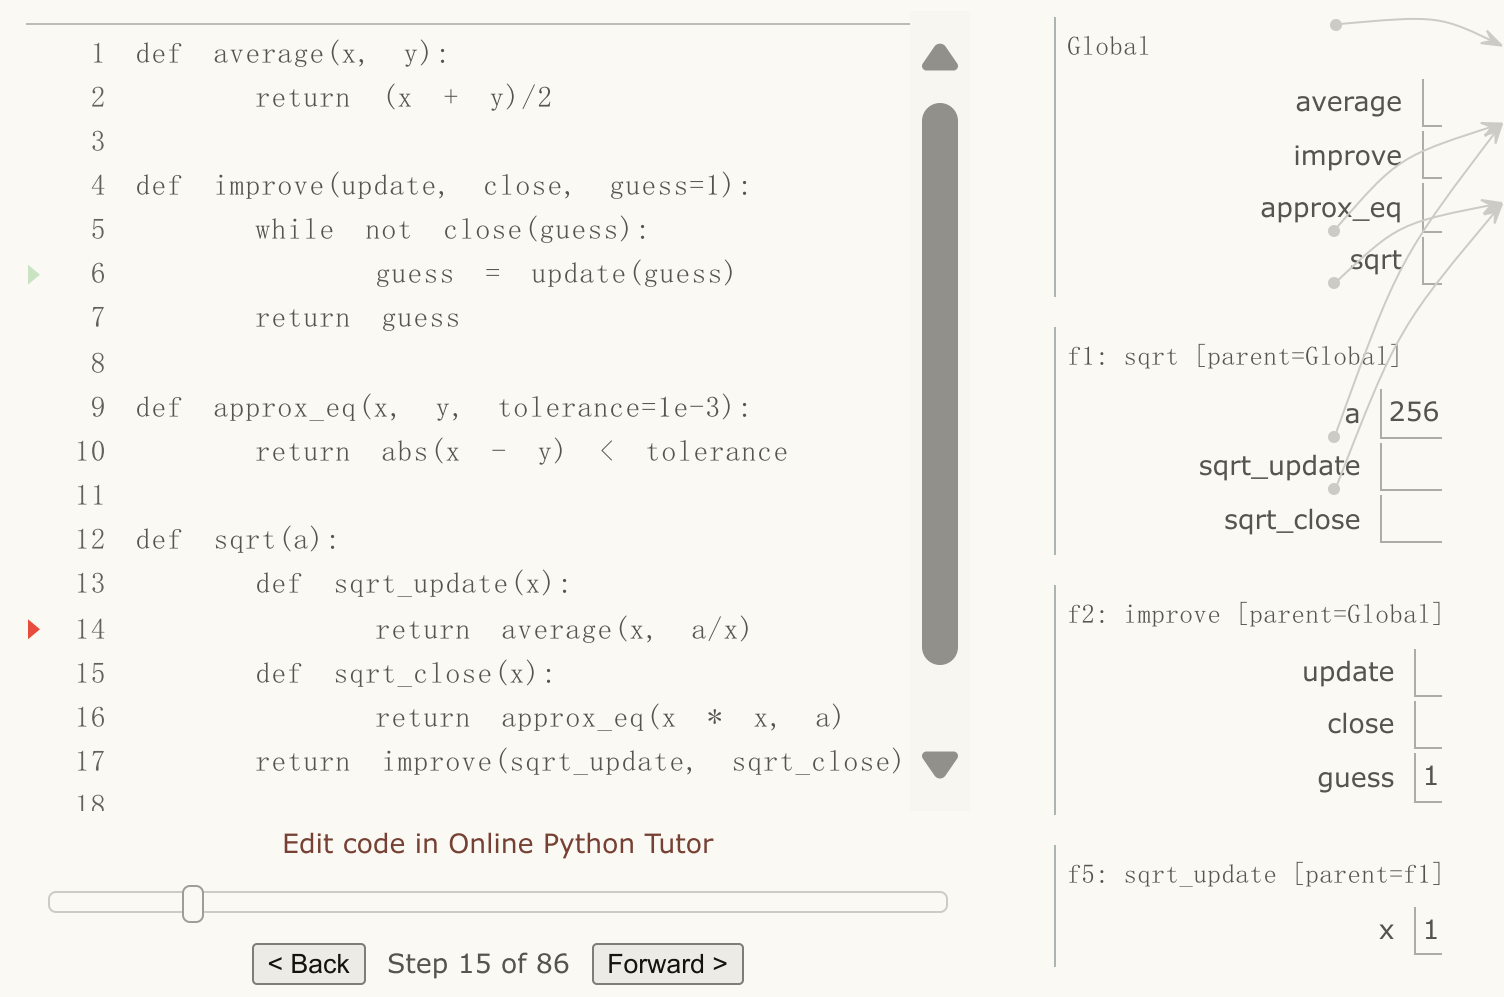 1 def average(x, y):
2 return (x + y)/2
3
4 def improve(update, close, guess=1):
5 while not close(guess):
6 guess = update(guess)
7 return guess
8
9 def approx_eq(x, y, tolerance=1e-3):
10 return abs(x - y) < tolerance
11
12 def sqrt(a):
13 def sqrt_update(x):
14 return average(x, a/x)
15 def sqrt_close(x):
16 return approx_eq(x * x, a)
17 return improve(sqrt_update, sqrt_close)
18
Edit code in Online Python Tutor
< Back Step 15 of 86 Forward >
Global
average
improve
approx_eq
sqrt
f1: sqrt [parent=Global]
a 256
sqrt_update
sqrt_close
f2: improve [parent=Global]
update
close
guess 1
f5: sqrt_update [parent=f1]
x 1